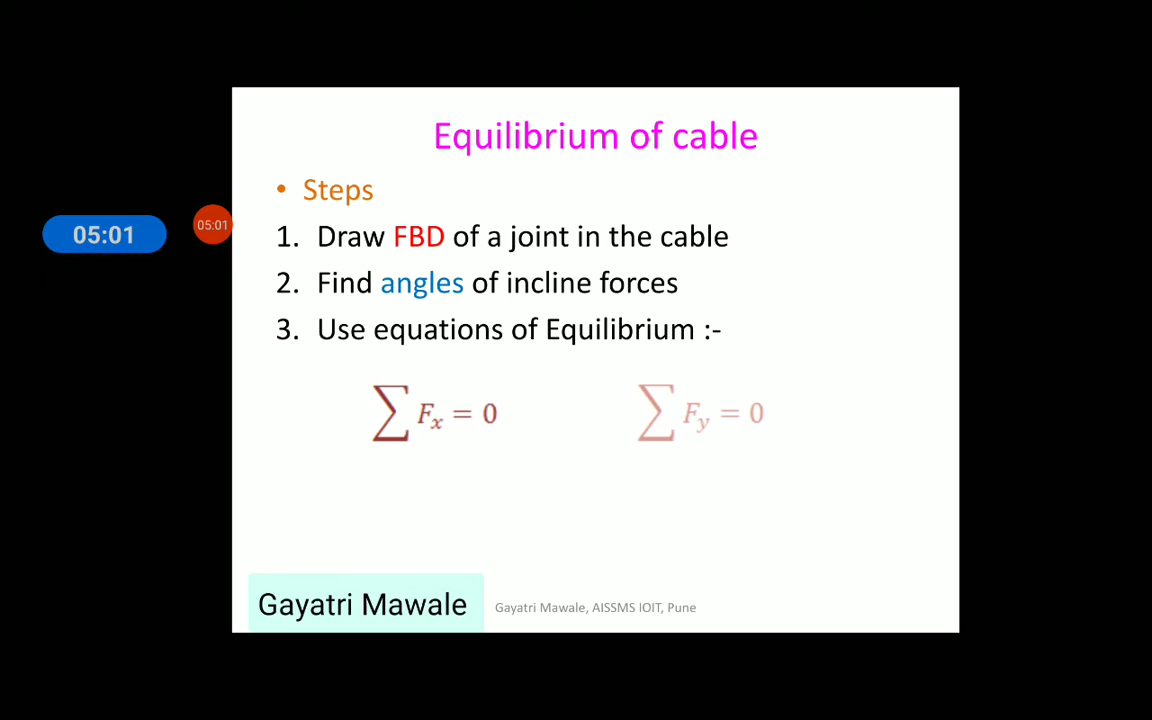 Equilibrium of cable
• Steps
05:01
05:01
1. Draw FBD of a joint in the cable
2. Find angles of incline forces
3. Use equations of Equilibrium :-
∑ Fₓ = 0 ∑ Fᵧ = 0
Gayatri Mawale
Gayatri Mawale, AISSMS IOIT, Pune